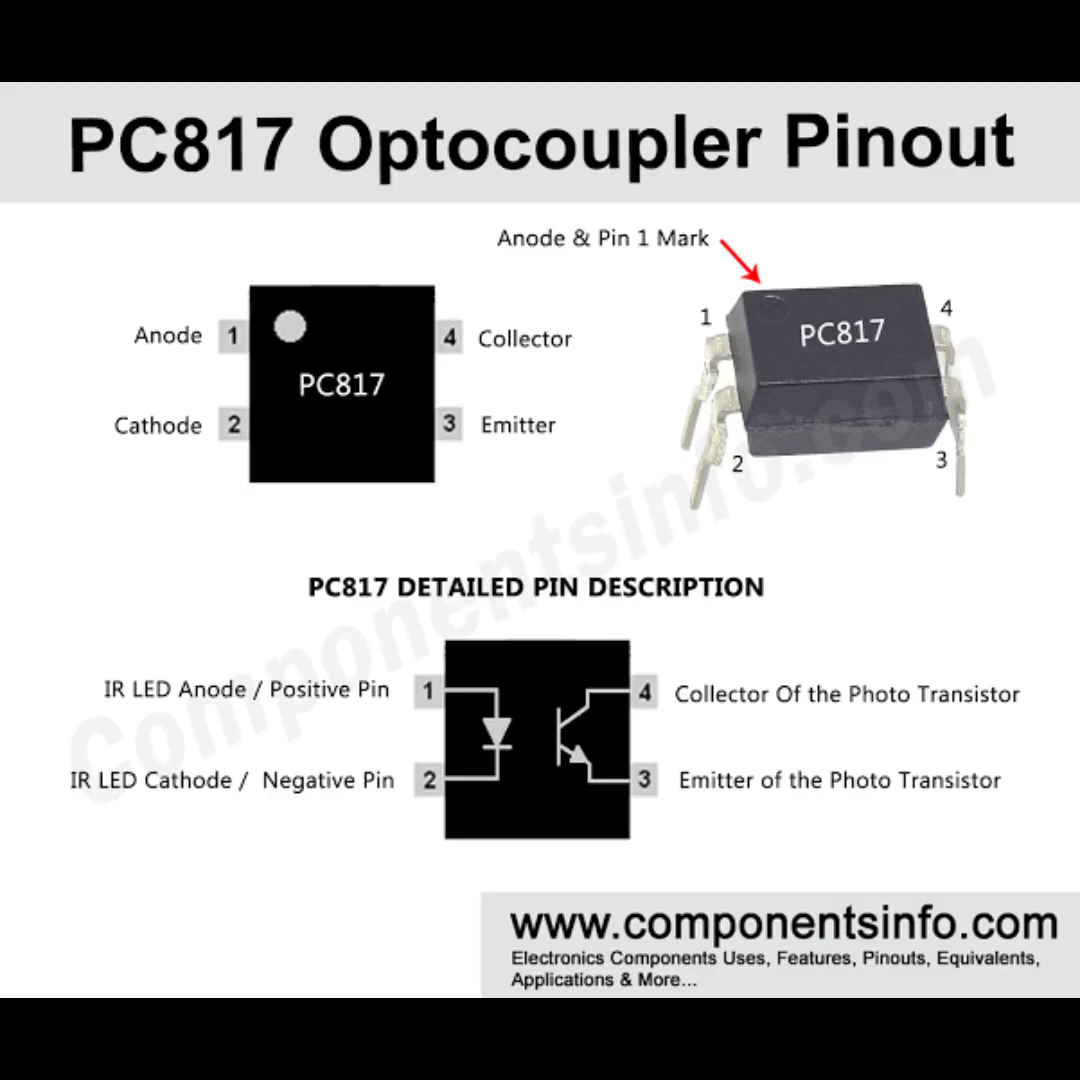 PC817 Optocoupler Pinout
Anode & Pin 1 Mark
Anode 1
PC817
4 Collector
Cathode 2
3 Emitter
1
PC817
4
2
3
PC817 DETAILED PIN DESCRIPTION
IR LED Anode / Positive Pin 1
4 Collector Of the Photo Transistor
IR LED Cathode / Negative Pin 2
3 Emitter of the Photo Transistor
Componentsinfo.com
www.componentsinfo.com
Electronics Components Uses, Features, Pinouts, Equivalents,
Applications & More...